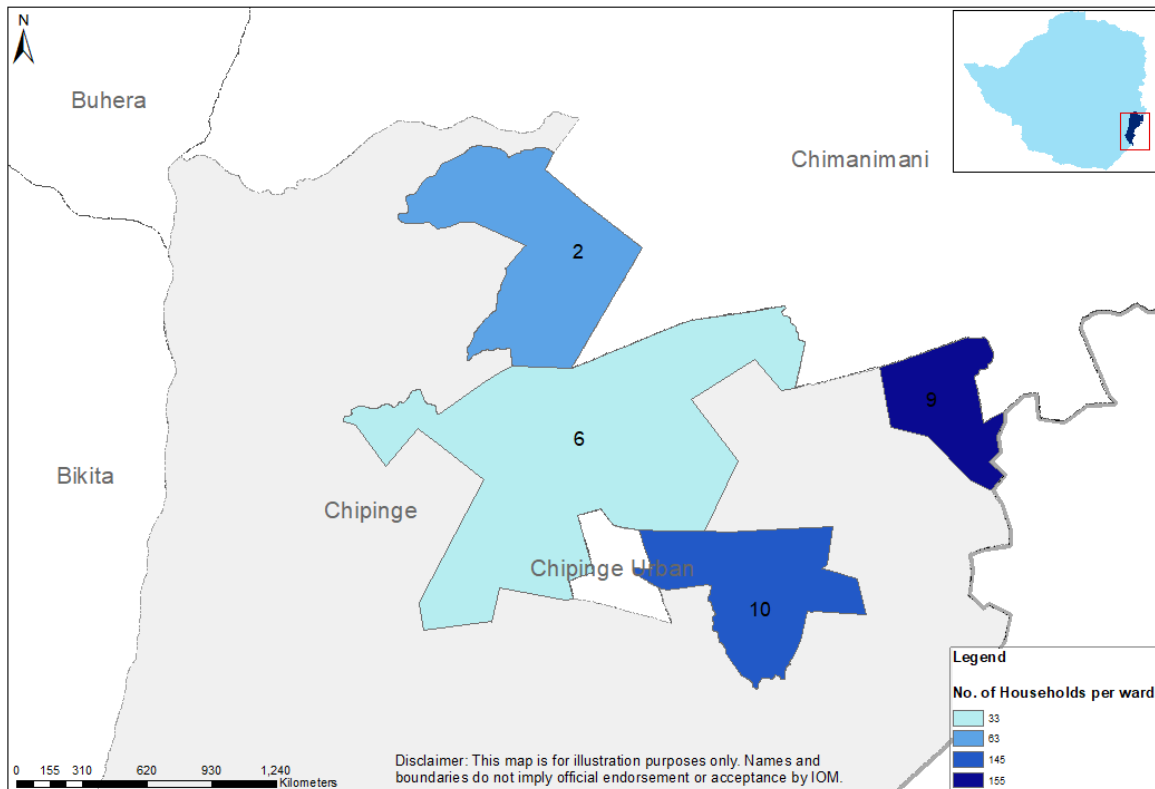 N
Buhera
Chimanimani
2
9
6
Bikita
Chipinge
Chipinge Urban
10
Legend
No. of Households per ward
33
63
145
155
0 155 310 620 930 1,240
Kilometers
Disclaimer: This map is for illustration purposes only. Names and
boundaries do not imply official endorsement or acceptance by IOM.